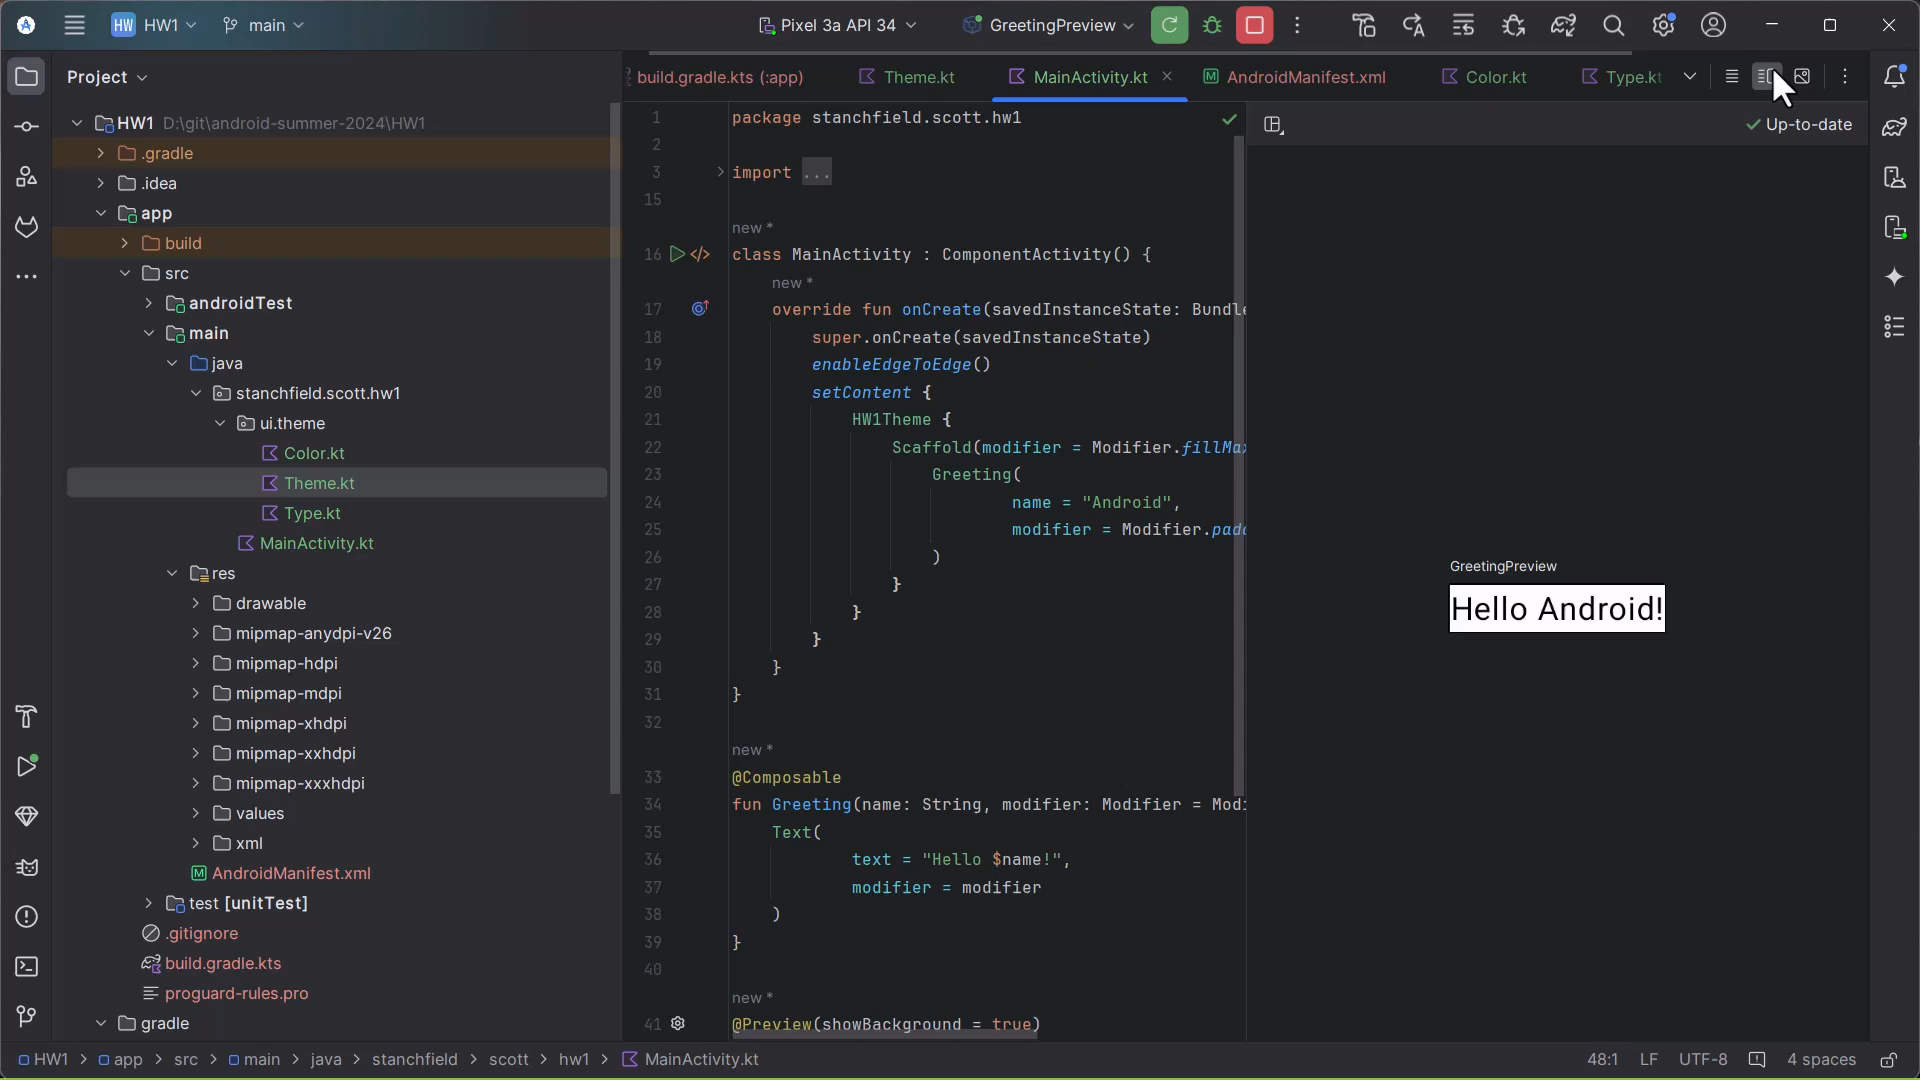 HW HW1 main Pixel 3a API 34 GreetingPreview
Project
HW1 D:\git\android-summer-2024\HW1
.gradle
.idea
app
build
src
androidTest
main
java
stanchfield.scott.hw1
ui.theme
Color.kt
Theme.kt
Type.kt
MainActivity.kt
res
drawable
mipmap-anydpi-v26
mipmap-hdpi
mipmap-mdpi
mipmap-xhdpi
mipmap-xxhdpi
mipmap-xxxhdpi
values
xml
AndroidManifest.xml
test [unitTest]
.gitignore
build.gradle.kts
proguard-rules.pro
gradle
build.gradle.kts (:app) Theme.kt MainActivity.kt AndroidManifest.xml Color.kt Type.kt
1 package stanchfield.scott.hw1
2
3 import ...
15
new *
16 class MainActivity : ComponentActivity() {
new *
17 override fun onCreate(savedInstanceState: Bundle
18 super.onCreate(savedInstanceState)
19 enableEdgeToEdge()
20 setContent {
21 HW1Theme {
22 Scaffold(modifier = Modifier.fillMax
23 Greeting(
24 name = "Android",
25 modifier = Modifier.padd
26 )
27 }
28 }
29 }
30 }
31 }
32
new *
33 @Composable
34 fun Greeting(name: String, modifier: Modifier = Modi
35 Text(
36 text = "Hello $name!",
37 modifier = modifier
38 )
39 }
40
new *
41 @Preview(showBackground = true)
Up-to-date
GreetingPreview
Hello Android!
HW1 app src main java stanchfield scott hw1 MainActivity.kt 48:1 LF UTF-8 4 spaces